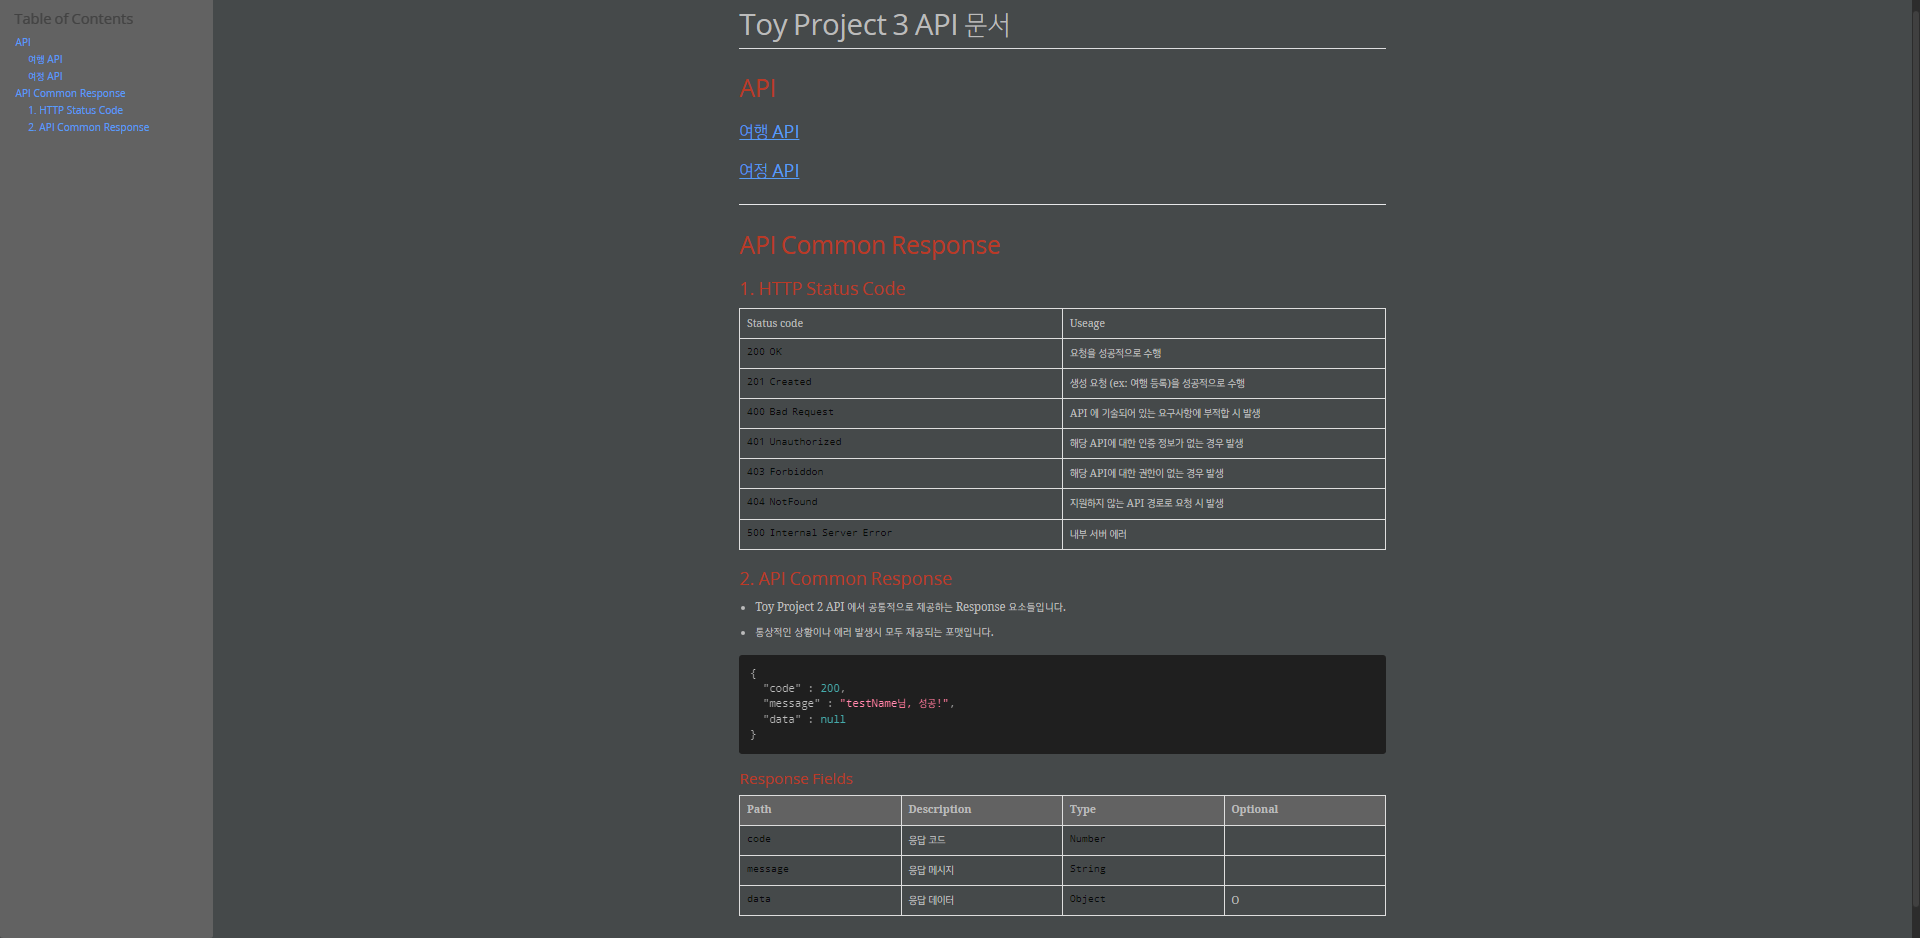 Table of Contents
API
여행 API
여정 API
API Common Response
1. HTTP Status Code
2. API Common Response
Toy Project 3 API 문서
API
여행 API
여정 API
API Common Response
1. HTTP Status Code
Status code Useage
200 OK 요청을 성공적으로 수행
201 Created 생성 요청 (ex: 여행 등록)을 성공적으로 수행
400 Bad Request API 에 기술되어 있는 요구사항에 부적합 시 발생
401 Unauthorized 해당 API에 대한 인증 정보가 없는 경우 발생
403 Forbiddon 해당 API에 대한 권한이 없는 경우 발생
404 NotFound 지원하지 않는 API 경로로 요청 시 발생
500 Internal Server Error 내부 서버 에러
2. API Common Response
• Toy Project 2 API 에서 공통적으로 제공하는 Response 요소들입니다.
• 통상적인 상황이나 에러 발생시 모두 제공되는 포맷입니다.
{
"code" : 200,
"message" : "testName님, 성공!",
"data" : null
}
Response Fields
Path Description Type Optional
code 응답 코드 Number
message 응답 메시지 String
data 응답 데이터 Object O